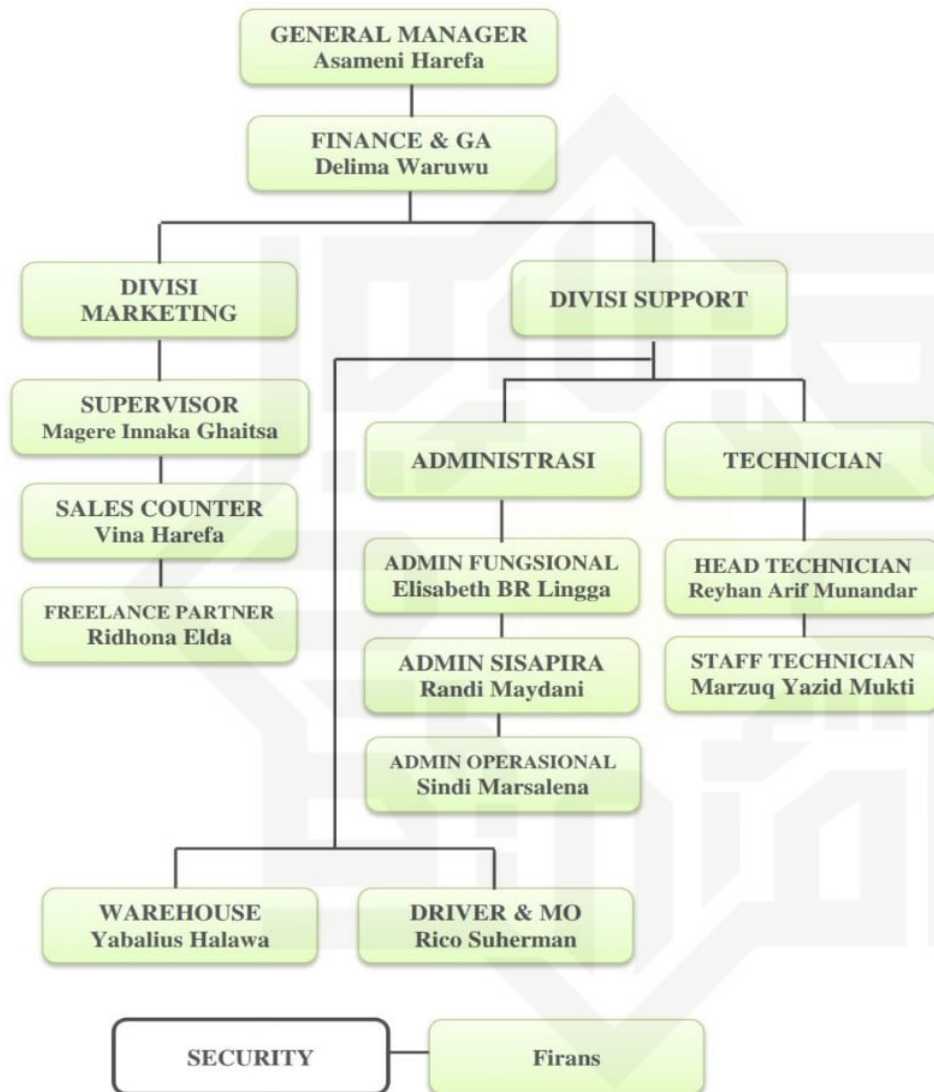 GENERAL MANAGER
Asameni Harefa
FINANCE & GA
Delima Waruwu
DIVISI
MARKETING
DIVISI SUPPORT
SUPERVISOR
Magere Innaka Ghaitsa
SALES COUNTER
Vina Harefa
FREELANCE PARTNER
Ridhona Elda
ADMINISTRASI
TECHNICIAN
ADMIN FUNGSIONAL
Elisabeth BR Lingga
HEAD TECHNICIAN
Reyhan Arif Munandar
ADMIN SISAPIRA
Randi Maydani
STAFF TECHNICIAN
Marzuq Yazid Mukti
ADMIN OPERASIONAL
Sindi Marsalena
WAREHOUSE
Yabalius Halawa
DRIVER & MO
Rico Suherman
SECURITY
Firans